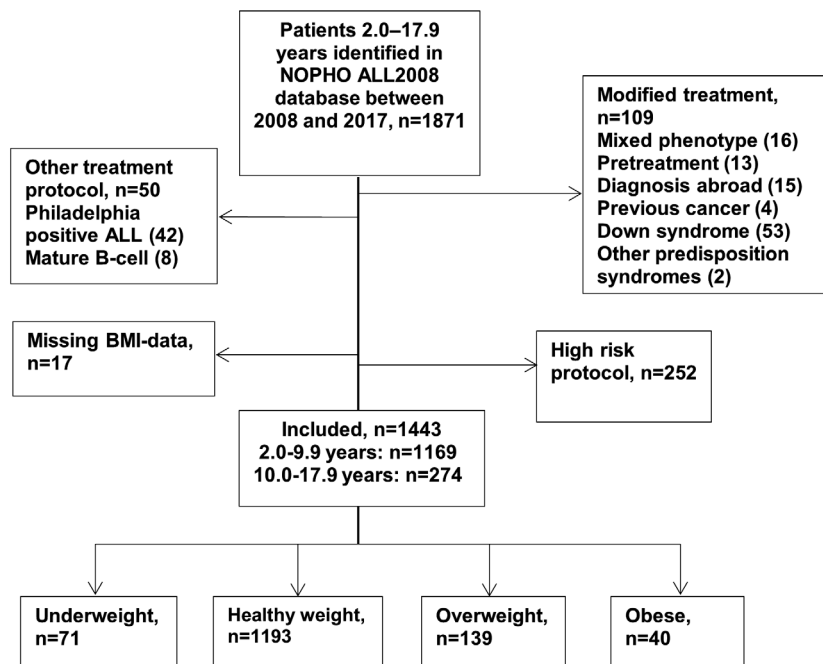 Patients 2.0–17.9
years identified in
NOPHO ALL2008
database between
2008 and 2017, n=1871
Modified treatment,
n=109
Mixed phenotype (16)
Pretreatment (13)
Diagnosis abroad (15)
Previous cancer (4)
Down syndrome (53)
Other predisposition
syndromes (2)
Other treatment
protocol, n=50
Philadelphia
positive ALL (42)
Mature B-cell (8)
Missing BMI-data,
n=17
High risk
protocol, n=252
Included, n=1443
2.0-9.9 years: n=1169
10.0-17.9 years: n=274
Underweight,
n=71
Healthy weight,
n=1193
Overweight,
n=139
Obese,
n=40